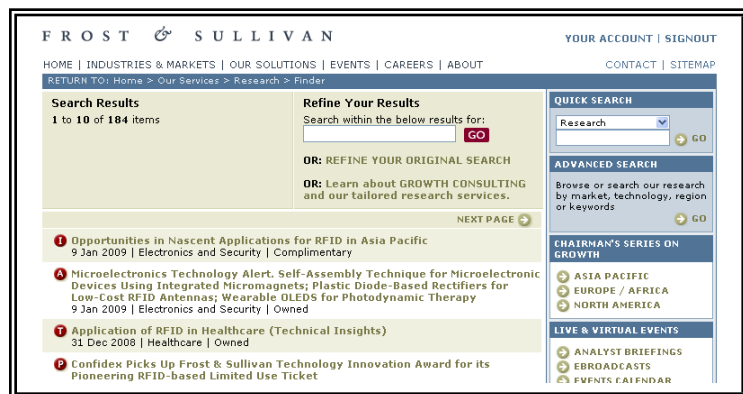 FROST & SULLIVAN
YOUR ACCOUNT | SIGNOUT
HOME | INDUSTRIES & MARKETS | OUR SOLUTIONS | EVENTS | CAREERS | ABOUT
CONTACT | SITEMAP
RETURN TO: Home > Our Services > Research > Finder
Search Results
1 to 10 of 184 items
Refine Your Results
Search within the below results for:
GO
OR: REFINE YOUR ORIGINAL SEARCH
OR: Learn about GROWTH CONSULTING
and our tailored research services.
NEXT PAGE
I Opportunities in Nascent Applications for RFID in Asia Pacific
9 Jan 2009 | Electronics and Security | Complimentary
A Microelectronics Technology Alert. Self-Assembly Technique for Microelectronic
Devices Using Integrated Micromagnets; Plastic Diode-Based Rectifiers for
Low-Cost RFID Antennas; Wearable OLEDS for Photodynamic Therapy
9 Jan 2009 | Electronics and Security | Owned
T Application of RFID in Healthcare (Technical Insights)
31 Dec 2008 | Healthcare | Owned
P Confidex Picks Up Frost & Sullivan Technology Innovation Award for its
Pioneering RFID-based Limited Use Ticket
QUICK SEARCH
Research
GO
ADVANCED SEARCH
Browse or search our research
by market, technology, region
or keywords
GO
CHAIRMAN'S SERIES ON
GROWTH
ASIA PACIFIC
EUROPE / AFRICA
NORTH AMERICA
LIVE & VIRTUAL EVENTS
ANALYST BRIEFINGS
EBROADCASTS
EVENTS CALENDAR